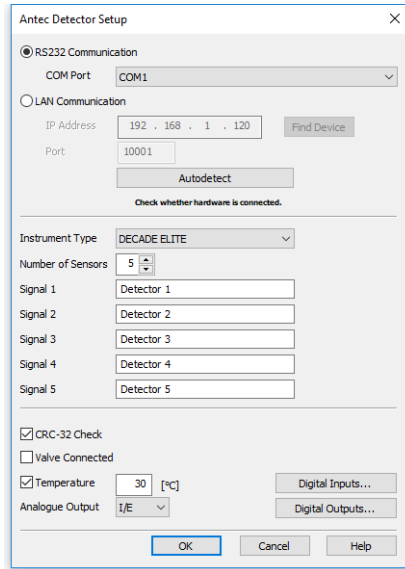 Antec Detector Setup
RS232 Communication
COM Port COM1
LAN Communication
IP Address 192 . 168 . 1 . 120 Find Device
Port 10001
Autodetect
Check whether hardware is connected.
Instrument Type DECADE ELITE
Number of Sensors 5
Signal 1 Detector 1
Signal 2 Detector 2
Signal 3 Detector 3
Signal 4 Detector 4
Signal 5 Detector 5
CRC-32 Check
Valve Connected
Temperature 30 [°C] Digital Inputs...
Analogue Output I/E Digital Outputs...
OK Cancel Help